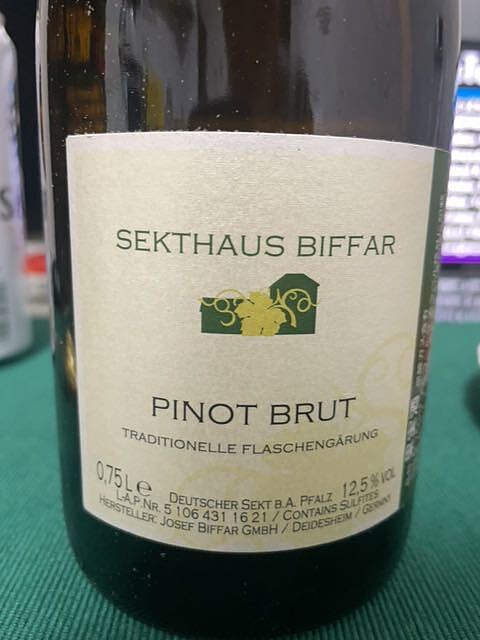 SEKTHAUS BIFFAR
PINOT BRUT
TRADITIONELLE FLASCHENGÄRUNG
0,75 L e DEUTSCHER SEKT B.A. PFALZ 12,5 % VOL
L.A.P.NR. 5 106 431 16 21 / CONTAINS SULFITES
HERSTELLER: JOSEF BIFFAR GMBH / DEIDESHEIM / GERMNY